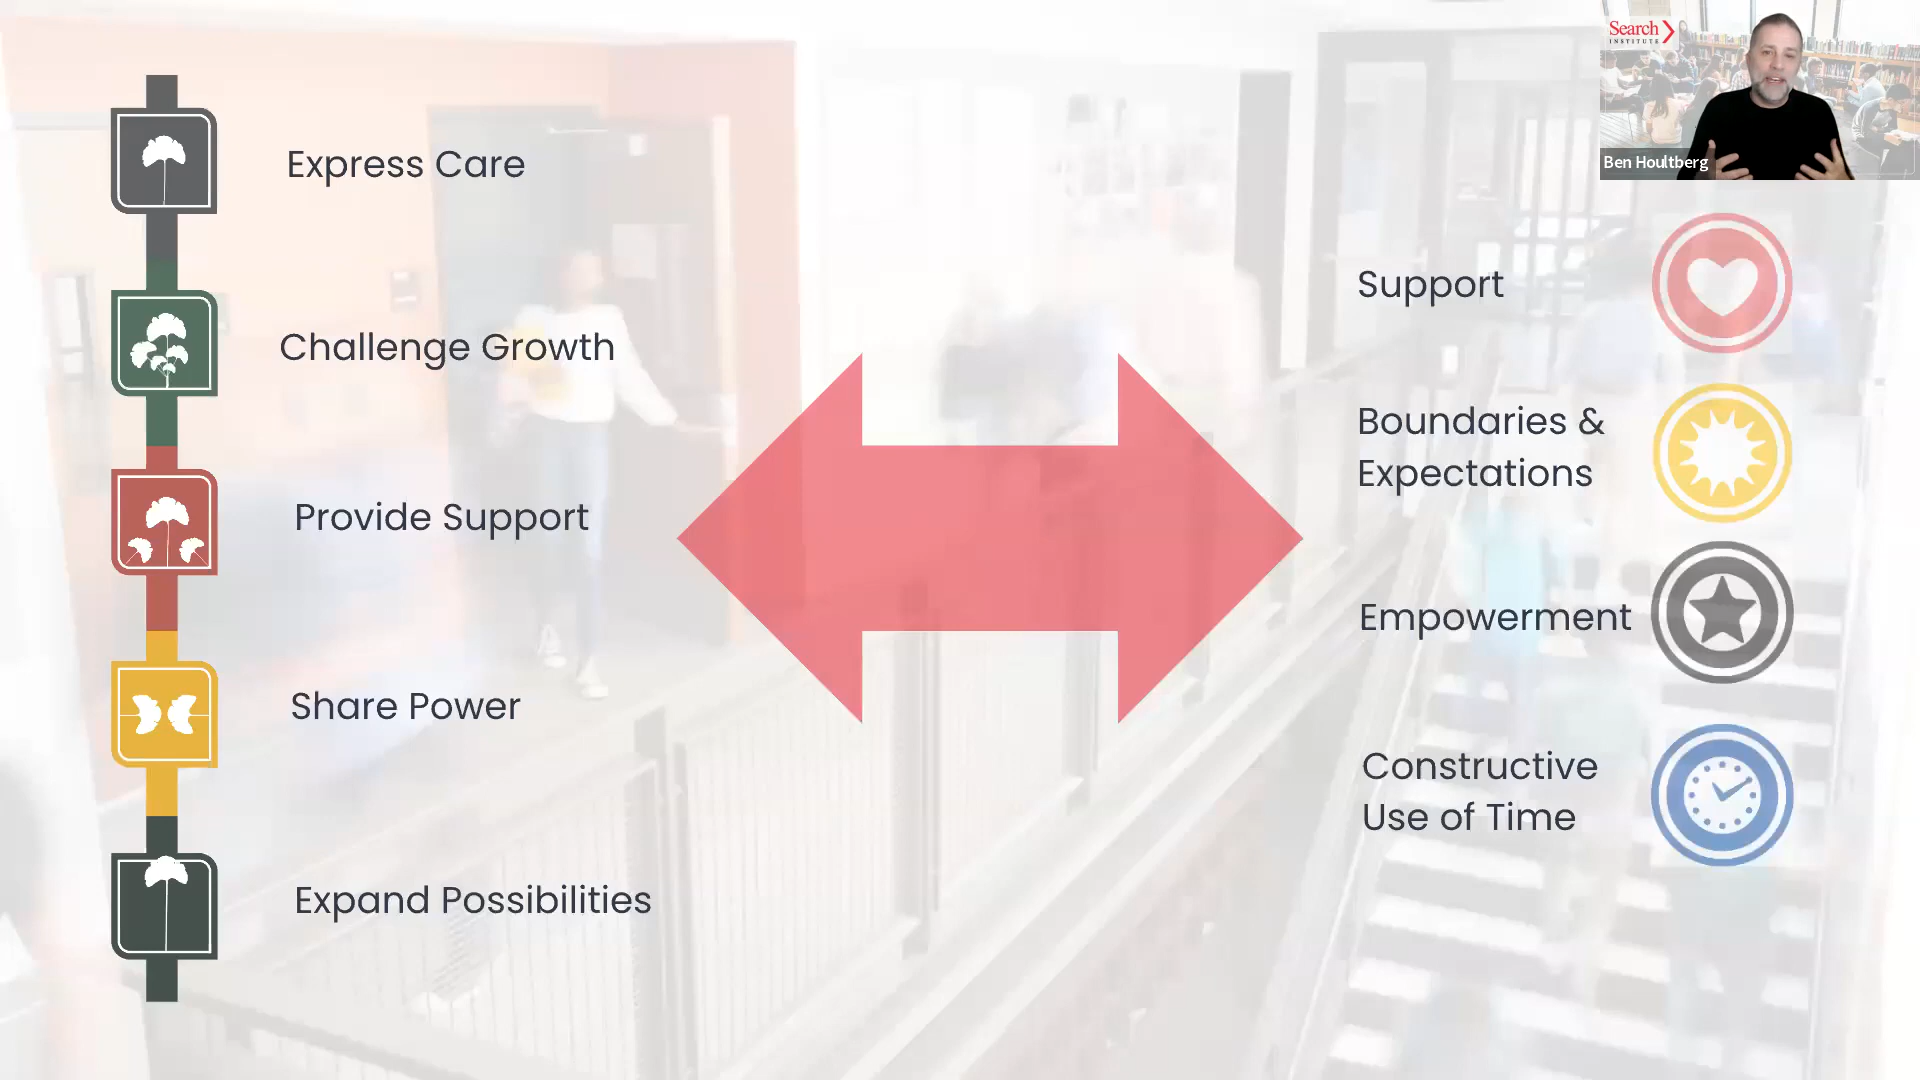 Search
INSTITUTE
Ben Houltberg
Express Care
Challenge Growth
Provide Support
Share Power
Expand Possibilities
Support
Boundaries &
Expectations
Empowerment
Constructive
Use of Time